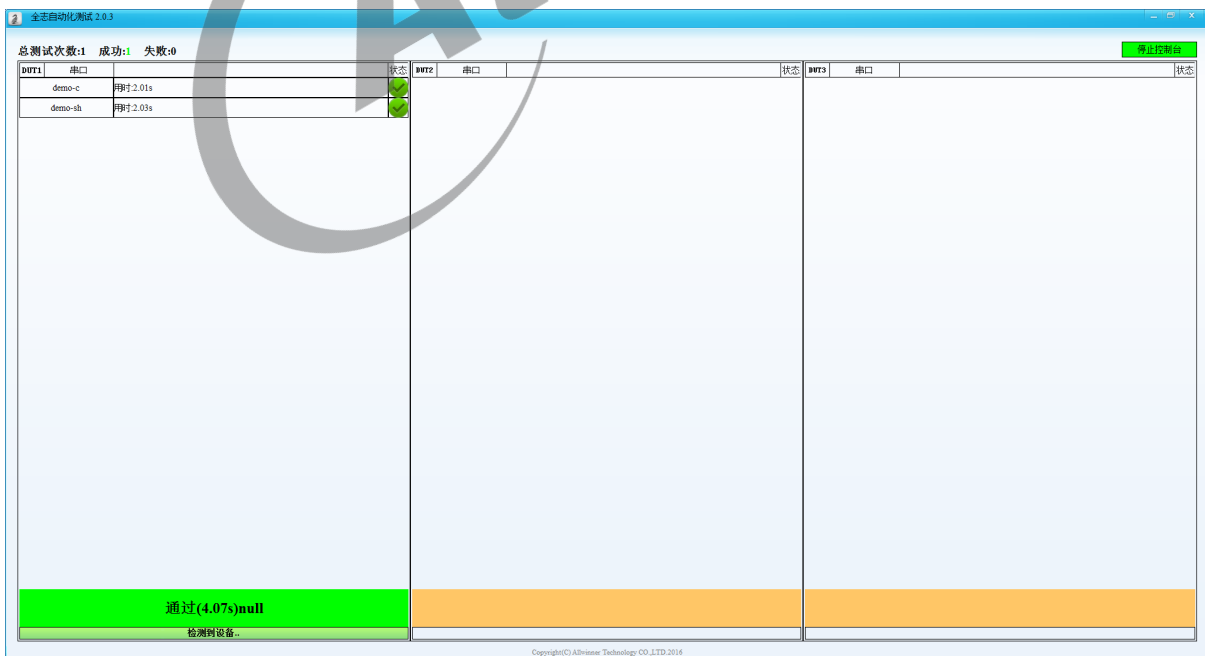 全志自动化测试 2.0.3
总测试次数:1 成功:1 失败:0
停止控制台
DUT1 串口 状态 DUT2 串口 状态 DUT3 串口 状态
demo-c 用时:2.01s
demo-sh 用时:2.03s
通过(4.07s)null
检测到设备..
Copyright(C) Allwinner Technology CO.,LTD.2016